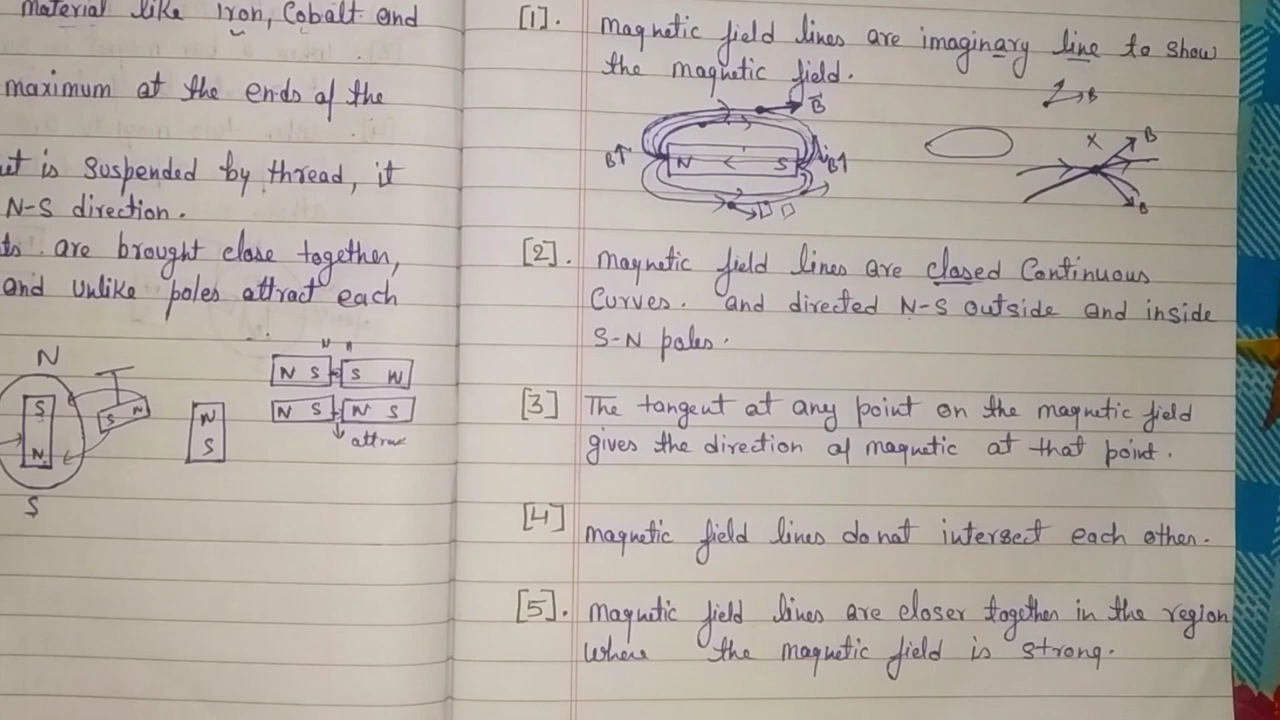 material like Iron, Cobalt and
maximum at the ends of the
et is suspended by thread, it
N-S direction.
ts are brought close together,
and unlike poles attract each
N
S
N
S
S N
N
S
N S S N
N S N S
attrac
[1]. magnetic field lines are imaginary line to show
the magnetic field.
B
B
B
N S
B
B
X
B
[2]. magnetic field lines are closed Continuous
Curves. and directed N-S outside and inside
S-N poles.
[3] The tangent at any point on the magnetic field
gives the direction of magnetic at that point.
[4] magnetic field lines do not intersect each other.
[5]. magnetic field lines are closer together in the region
where the magnetic field is strong.